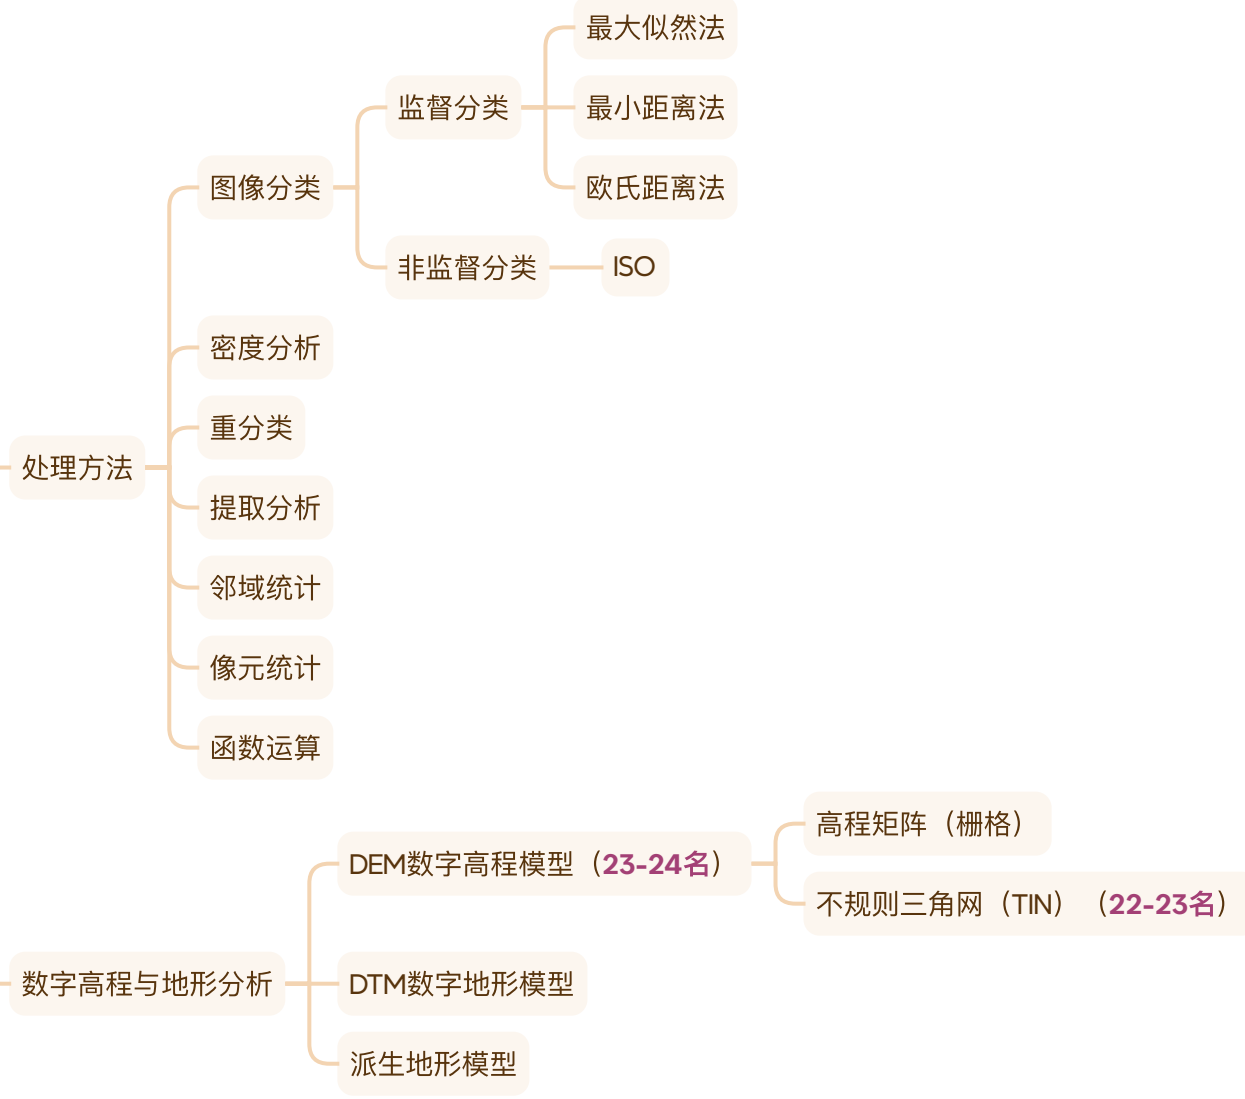 最大似然法
监督分类
最小距离法
图像分类
欧氏距离法
非监督分类
ISO
密度分析
重分类
处理方法
提取分析
邻域统计
像元统计
函数运算
高程矩阵（栅格）
DEM数字高程模型（23-24名）
不规则三角网（TIN）（22-23名）
数字高程与地形分析
DTM数字地形模型
派生地形模型